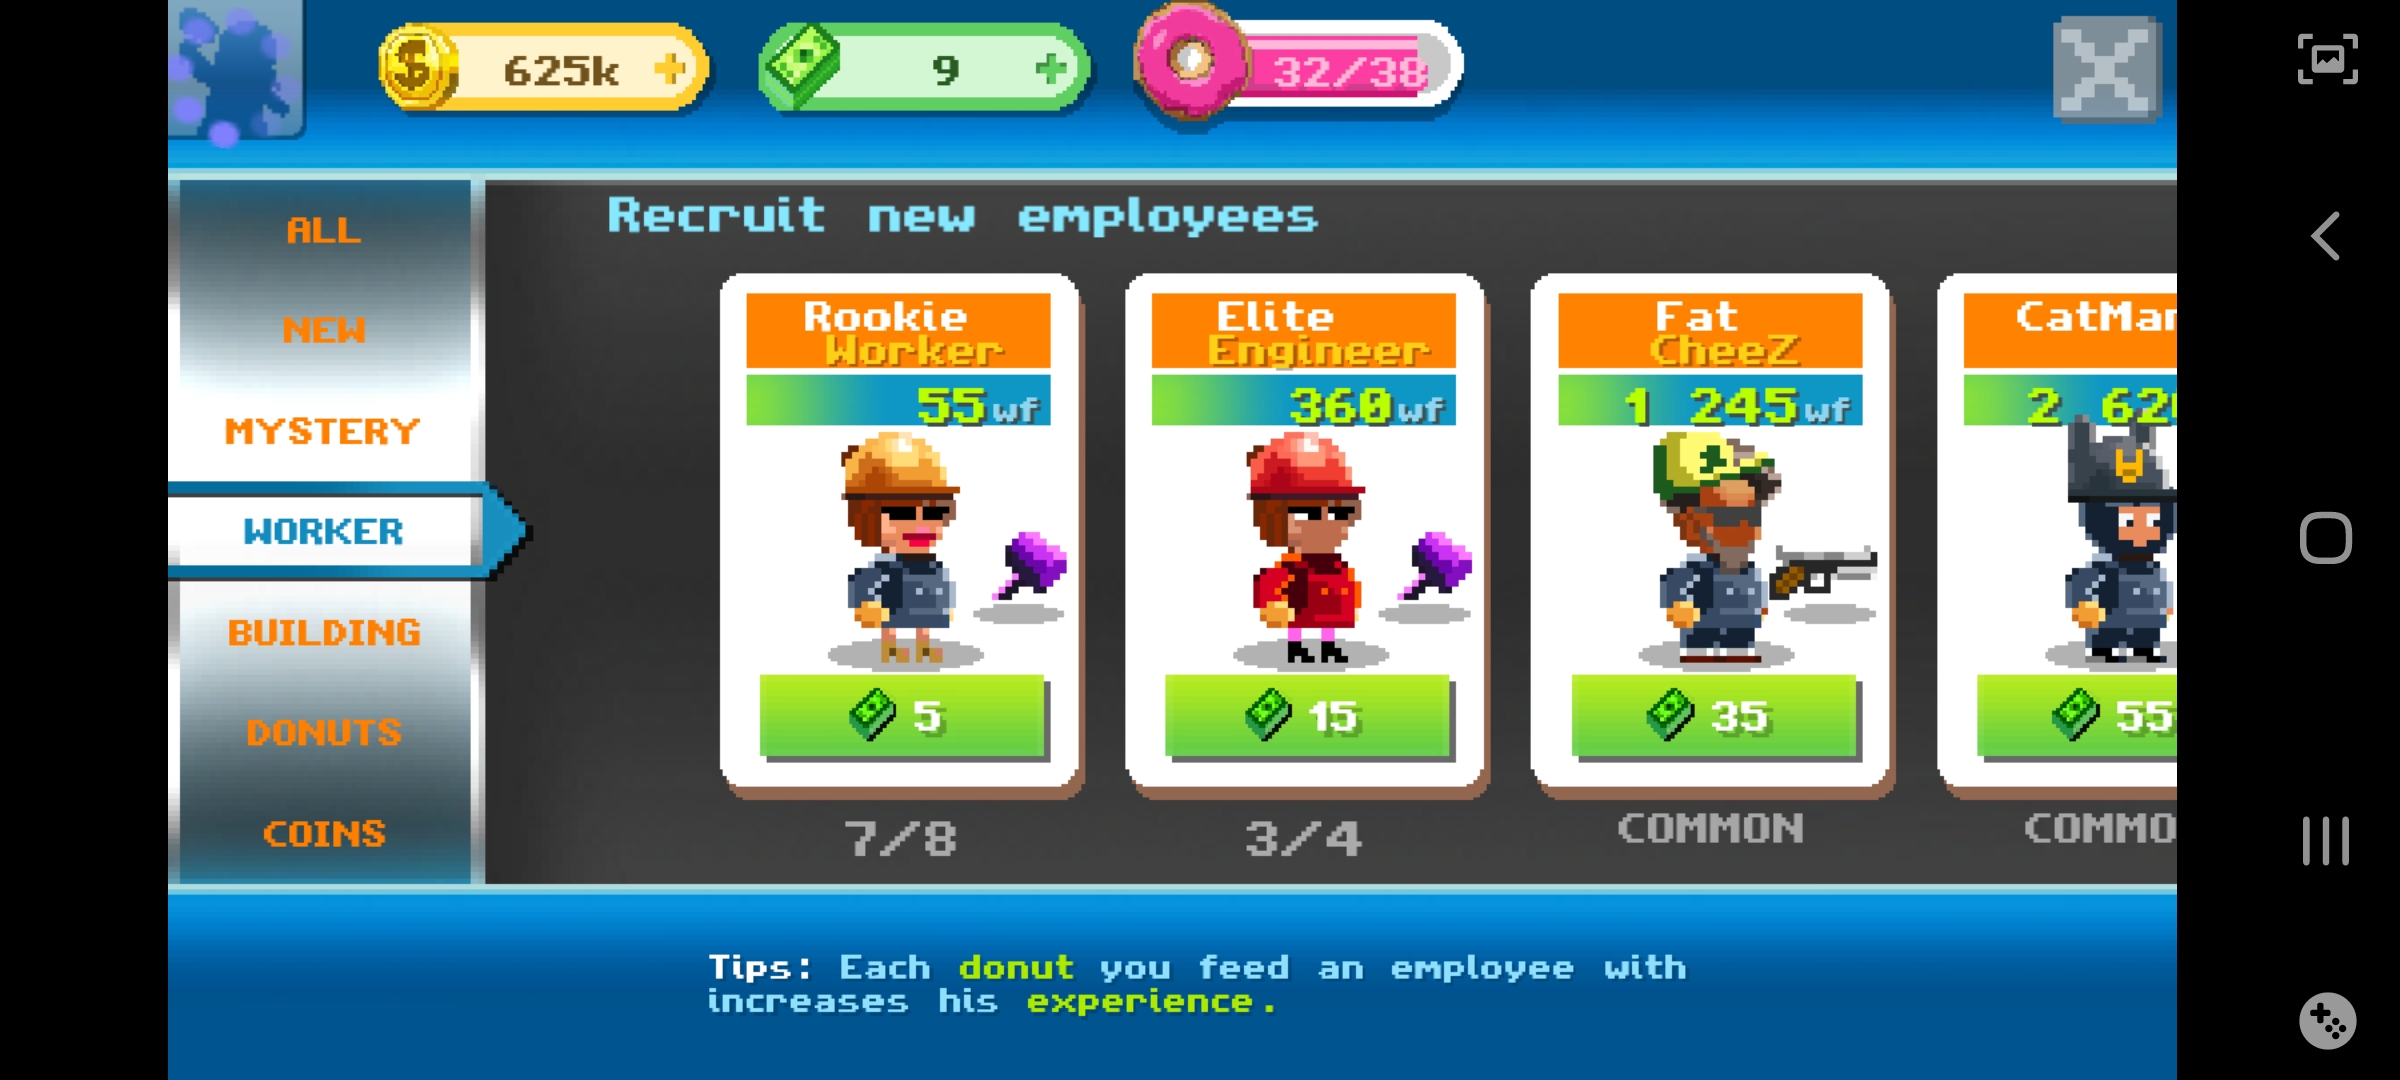 625k
9
32/38
ALL
NEW
MYSTERY
WORKER
BUILDING
DONUTS
COINS
Recruit new employees
Rookie
Worker
55wf
5
7/8
Elite
Engineer
360wf
15
3/4
Fat
CheeZ
1 245wf
35
COMMON
2
55
Tips: Each donut you feed an employee with
increases his experience.